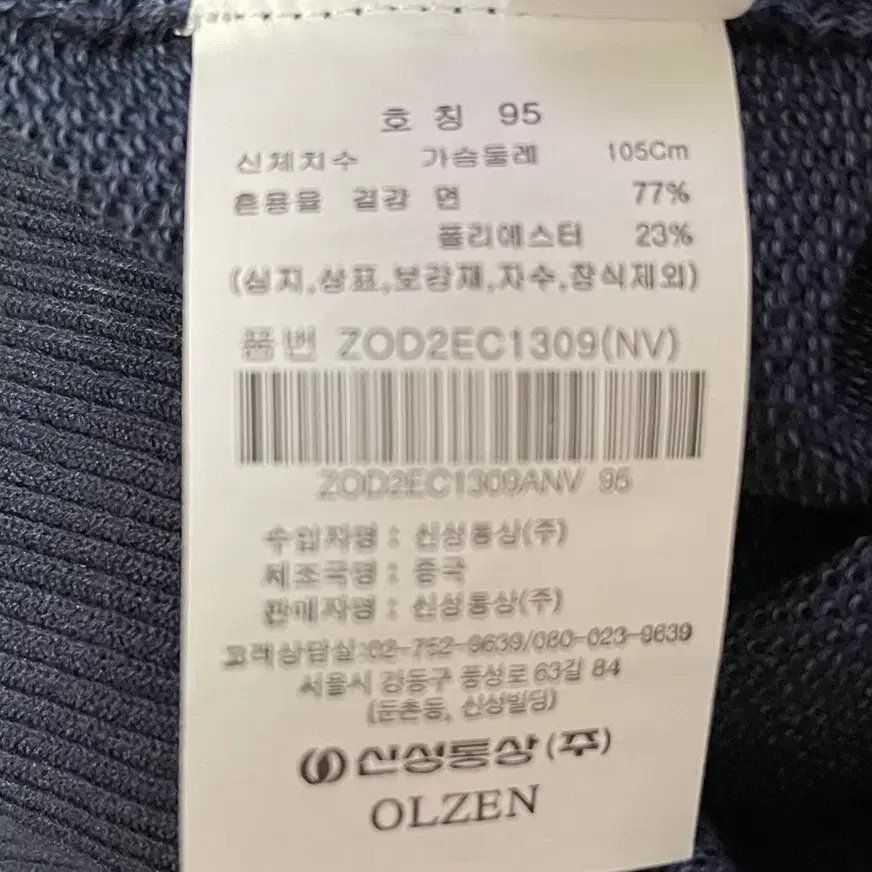 호칭 95
신체치수 가슴둘레 105Cm
혼용율 겉감 면 77%
폴리에스터 23%
(심지,상표,보강재,자수,장식제외)
품번 ZOD2EC1309(NV)
ZOD2EC1309ANV 95
수입자명 : 신성통상(주)
제조국명 : 중국
판매자명 : 신성통상(주)
고객상담실:02-752-9639/080-023-9639
서울시 강동구 풍성로63길 84
(둔촌동, 신성빌딩)
신성통상(주)
OLZEN